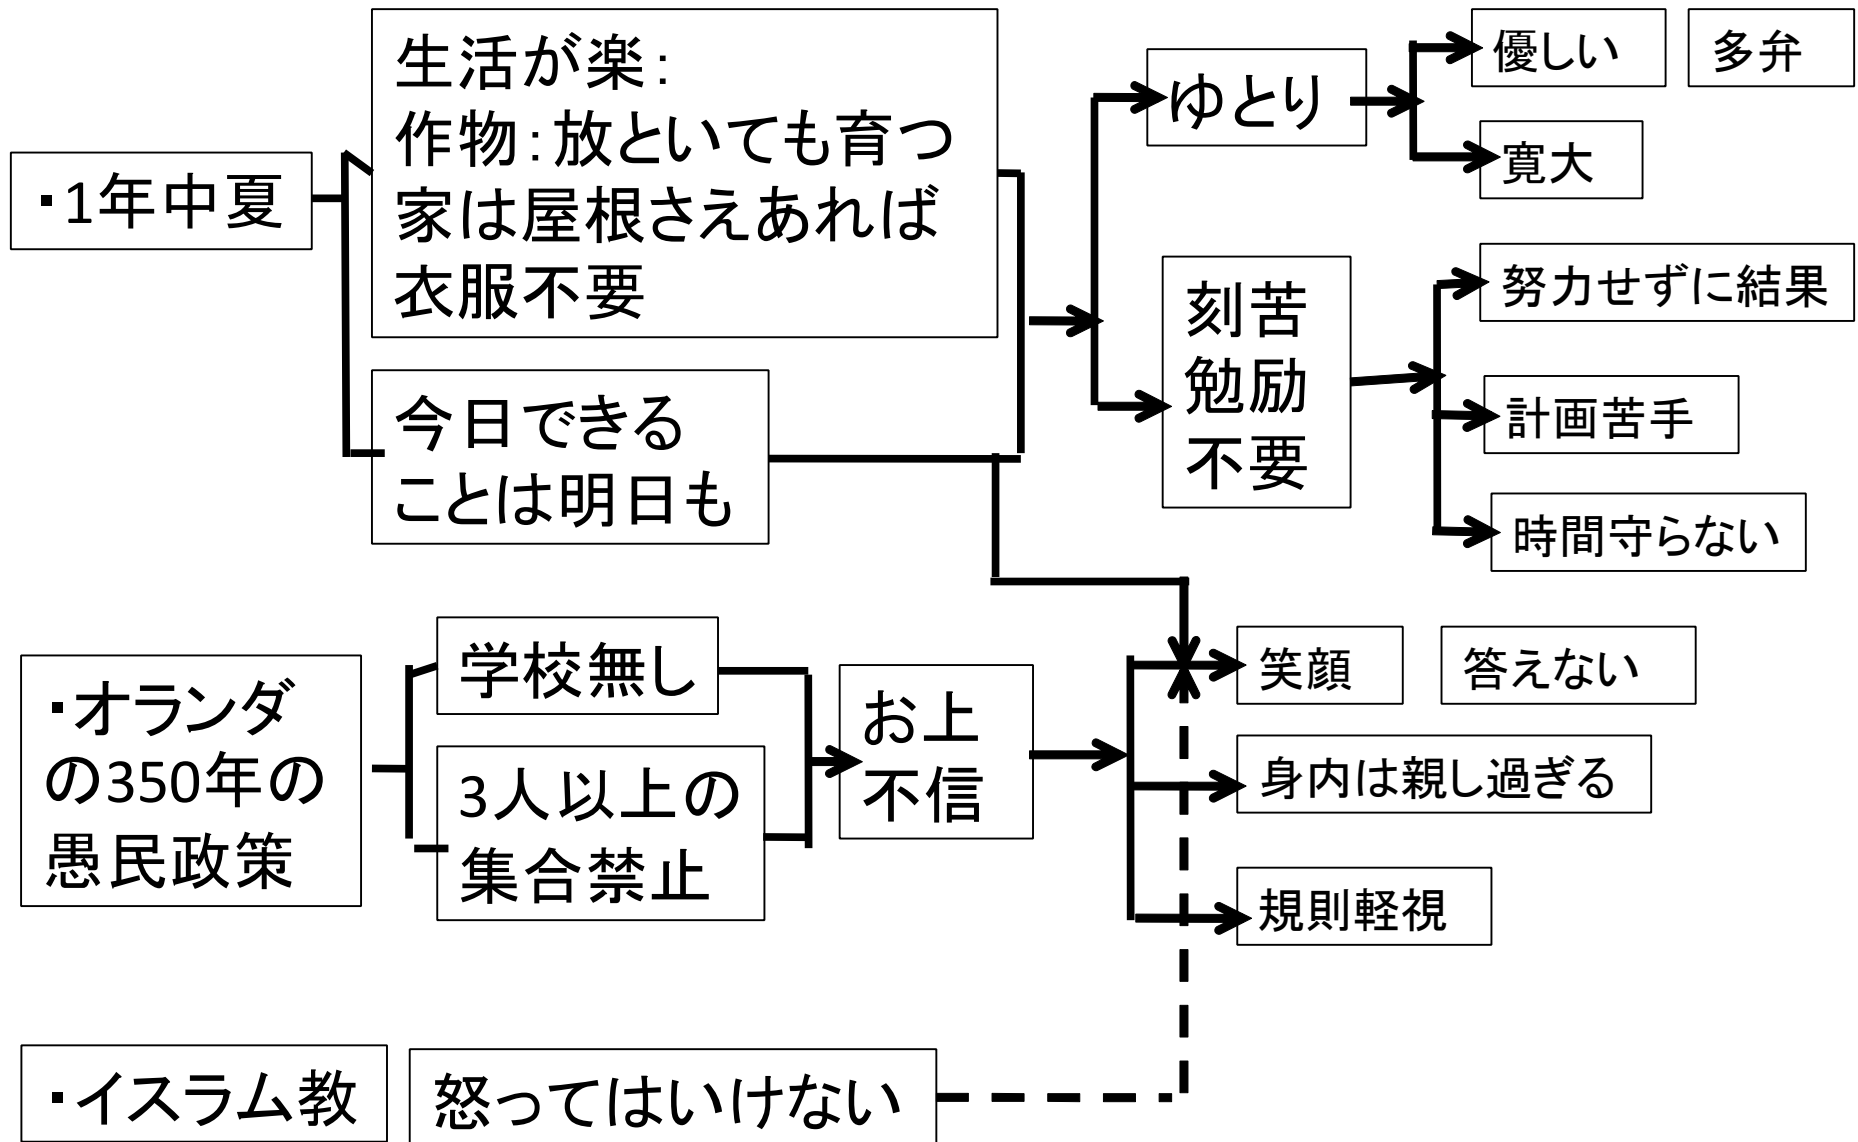 ・1年中夏
生活が楽：
作物：放といても育つ
家は屋根さえあれば
衣服不要
今日できる
ことは明日も
ゆとり
優しい
多弁
寛大
刻苦
勉励
不要
努力せずに結果
計画苦手
時間守らない
・オランダ
の350年の
愚民政策
学校無し
3人以上の
集合禁止
お上
不信
笑顔
答えない
身内は親し過ぎる
規則軽視
・イスラム教
怒ってはいけない